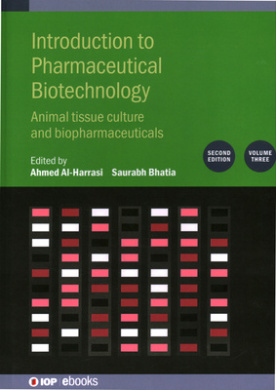 Introduction to
Pharmaceutical
Biotechnology
Animal tissue culture
and biopharmaceuticals
SECOND
EDITION
VOLUME
THREE
Edited by
Ahmed Al-Harrasi Saurabh Bhatia
IOP ebooks